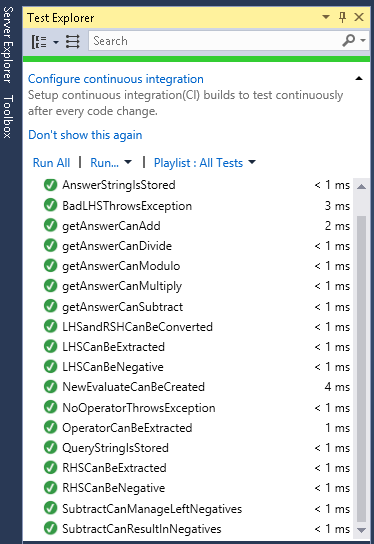 Server Explorer
Toolbox
Test Explorer
Search
Configure continuous integration
Setup continuous integration(CI) builds to test continuously
after every code change.
Don't show this again
Run All | Run... | Playlist : All Tests
AnswerStringIsStored < 1 ms
BadLHSThrowsException 3 ms
getAnswerCanAdd 2 ms
getAnswerCanDivide < 1 ms
getAnswerCanModulo < 1 ms
getAnswerCanMultiply < 1 ms
getAnswerCanSubtract < 1 ms
LHSandRSHCanBeConverted < 1 ms
LHSCanBeExtracted < 1 ms
LHSCanBeNegative < 1 ms
NewEvaluateCanBeCreated 4 ms
NoOperatorThrowsException < 1 ms
OperatorCanBeExtracted 1 ms
QueryStringIsStored < 1 ms
RHSCanBeExtracted < 1 ms
RHSCanBeNegative < 1 ms
SubtractCanManageLeftNegatives < 1 ms
SubtractCanResultInNegatives < 1 ms